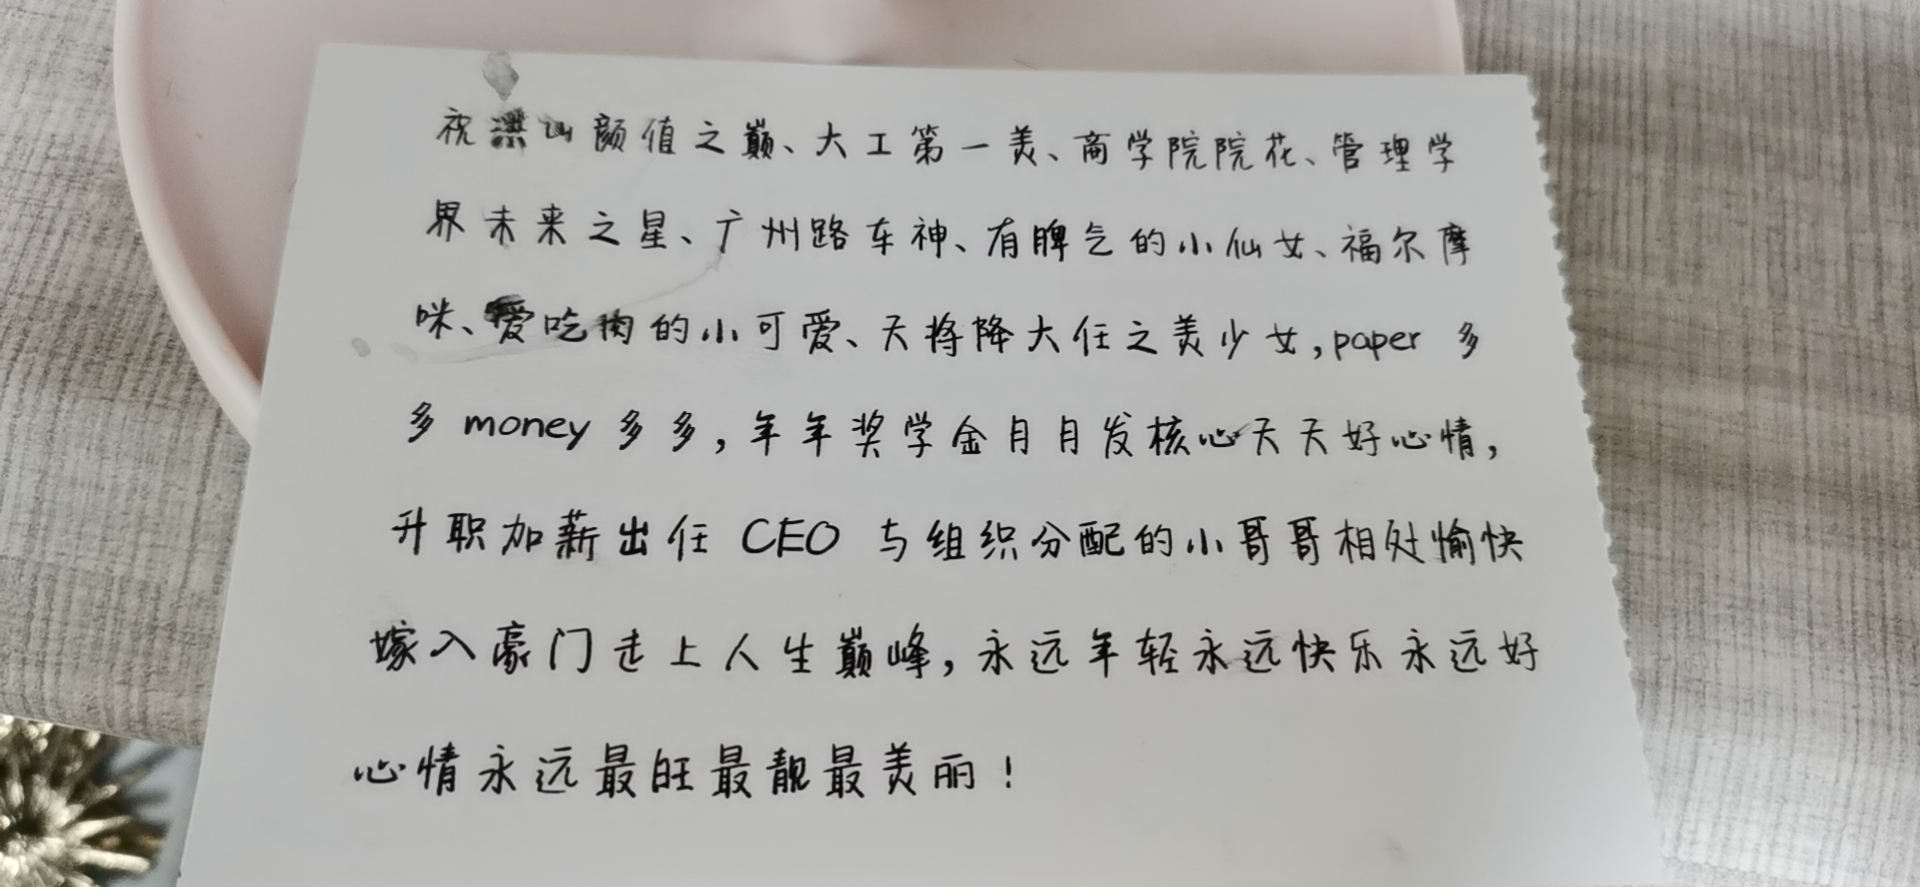 祝梁山颜值之巅、大工第一美、商学院院花、管理学
界未来之星、广州路车神、有脾气的小仙女、福尔摩
咪、爱吃肉的小可爱、天将降大任之美少女,paper 多
多 money 多多,年年奖学金月月发核心天天好心情,
升职加薪出任 CEO 与组织分配的小哥哥相处愉快
嫁入豪门走上人生巅峰,永远年轻永远快乐永远好
心情永远最旺最靓最美丽!